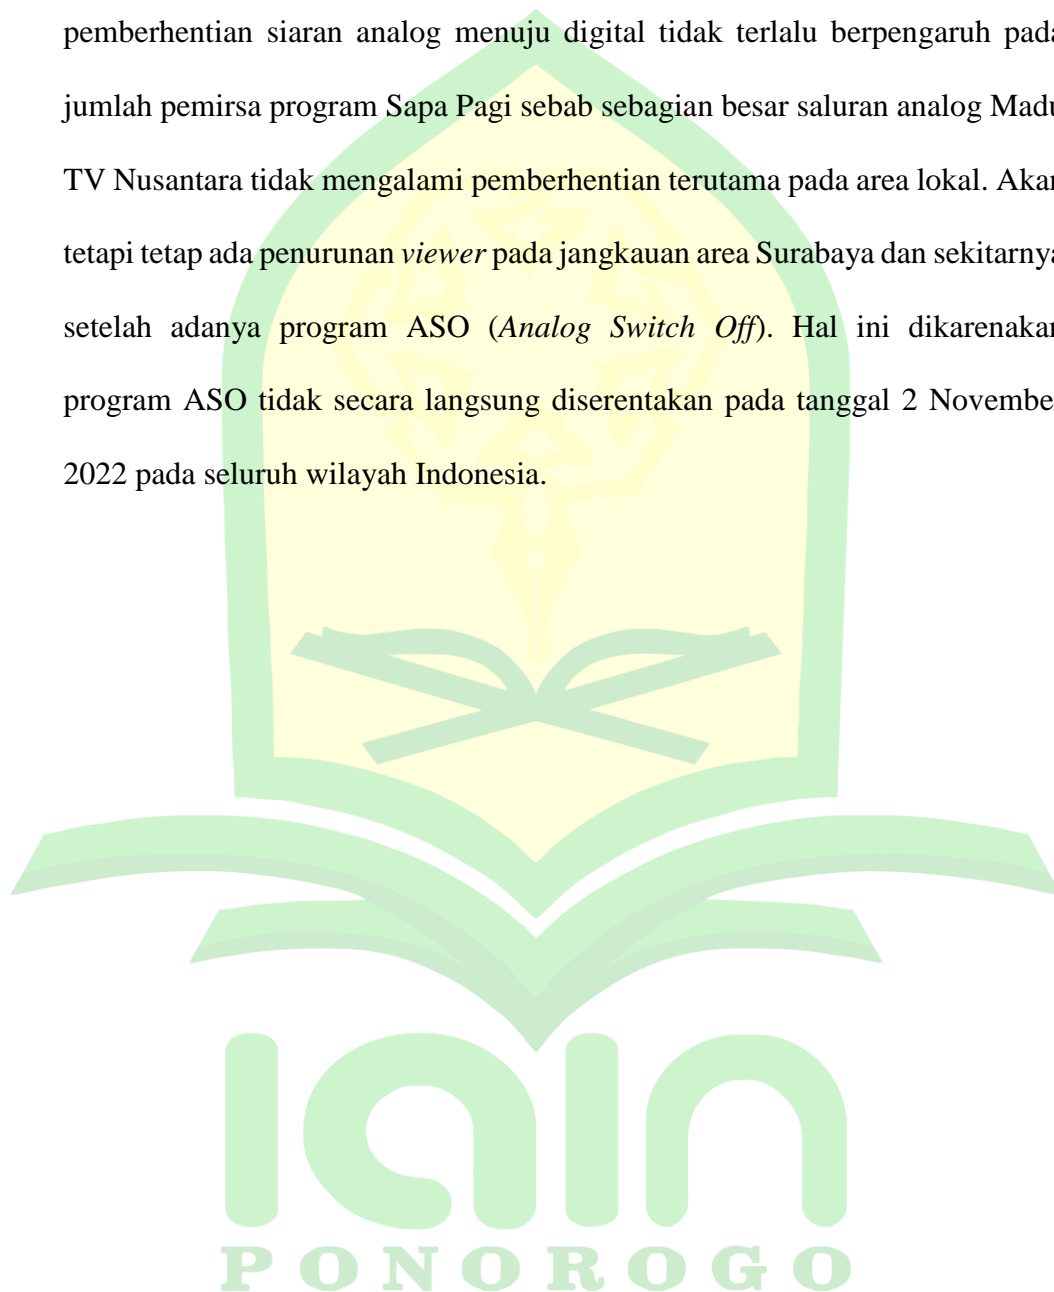 pemberhentian siaran analog menuju digital tidak terlalu berpengaruh pada
jumlah pemirsa program Sapa Pagi sebab sebagian besar saluran analog Madu
TV Nusantara tidak mengalami pemberhentian terutama pada area lokal. Akan
tetapi tetap ada penurunan viewer pada jangkauan area Surabaya dan sekitarnya
setelah adanya program ASO (Analog Switch Off). Hal ini dikarenakan
program ASO tidak secara langsung diserentakan pada tanggal 2 November
2022 pada seluruh wilayah Indonesia.
iain
PONOROGO